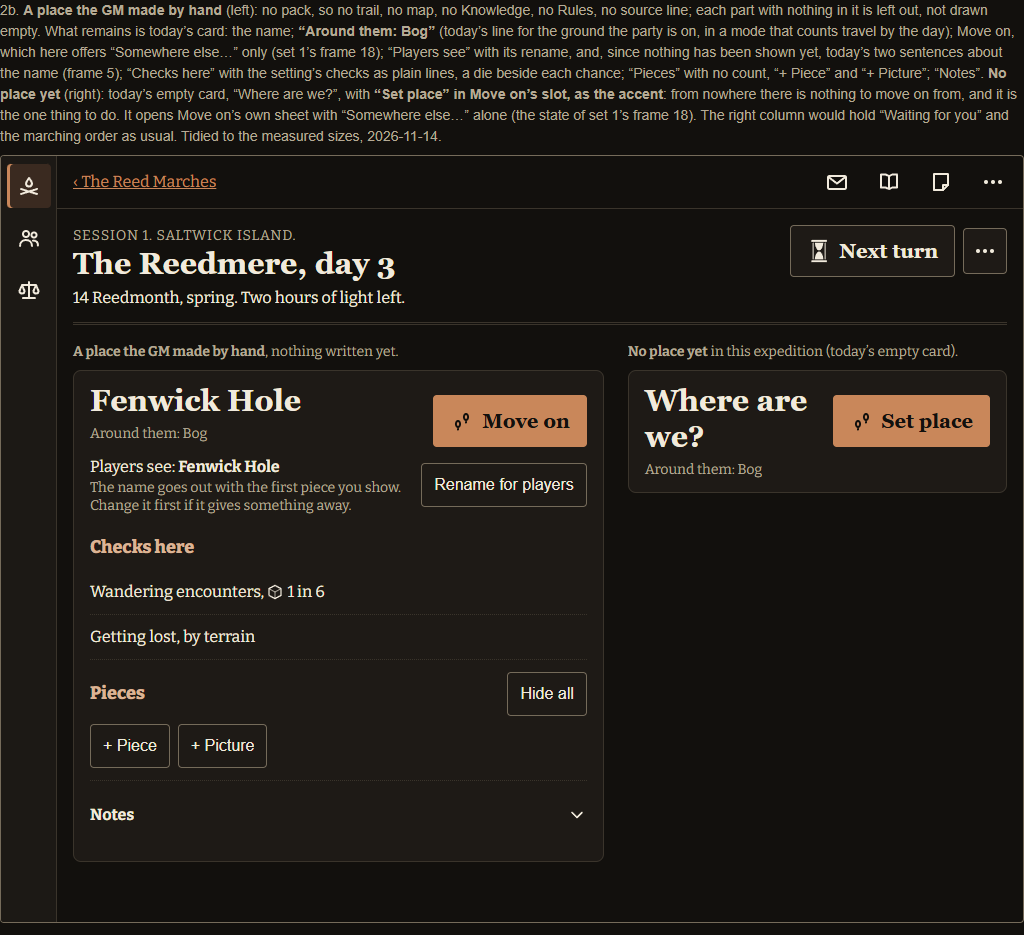 2b. A place the GM made by hand (left): no pack, so no trail, no map, no Knowledge, no Rules, no source line; each part with nothing in it is left out, not drawn
empty. What remains is today’s card: the name; “Around them: Bog” (today’s line for the ground the party is on, in a mode that counts travel by the day); Move on,
which here offers “Somewhere else…” only (set 1’s frame 18); “Players see” with its rename, and, since nothing has been shown yet, today’s two sentences about
the name (frame 5); “Checks here” with the setting’s checks as plain lines, a die beside each chance; “Pieces” with no count, “+ Piece” and “+ Picture”; “Notes”. No
place yet (right): today’s empty card, “Where are we?”, with “Set place” in Move on’s slot, as the accent: from nowhere there is nothing to move on from, and it is
the one thing to do. It opens Move on’s own sheet with “Somewhere else…” alone (the state of set 1’s frame 18). The right column would hold “Waiting for you” and
the marching order as usual. Tidied to the measured sizes, 2026-11-14.
‹ The Reed Marches
SESSION 1. SALTWICK ISLAND.
The Reedmere, day 3
14 Reedmonth, spring. Two hours of light left.
Next turn
A place the GM made by hand, nothing written yet.
Fenwick Hole
Around them: Bog
Move on
Players see: Fenwick Hole
The name goes out with the first piece you show.
Change it first if it gives something away.
Rename for players
Checks here
Wandering encounters, 1 in 6
Getting lost, by terrain
Pieces
Hide all
+ Piece
+ Picture
Notes
No place yet in this expedition (today’s empty card).
Where are
we?
Around them: Bog
Set place